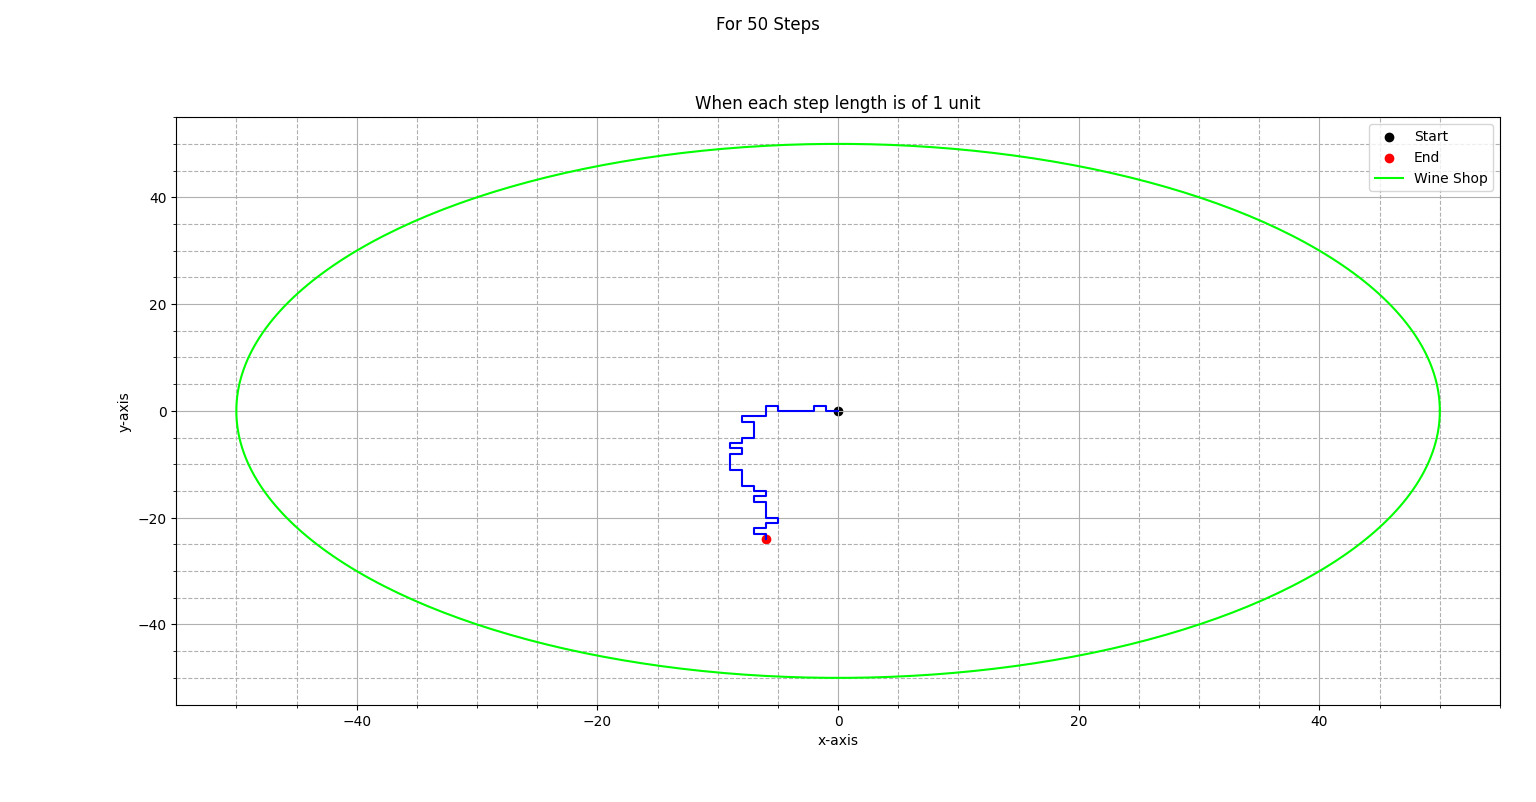 For 50 Steps
When each step length is of 1 unit
Start
End
Wine Shop
40
20
0
−20
−40
y-axis
−40
−20
0
20
40
x-axis